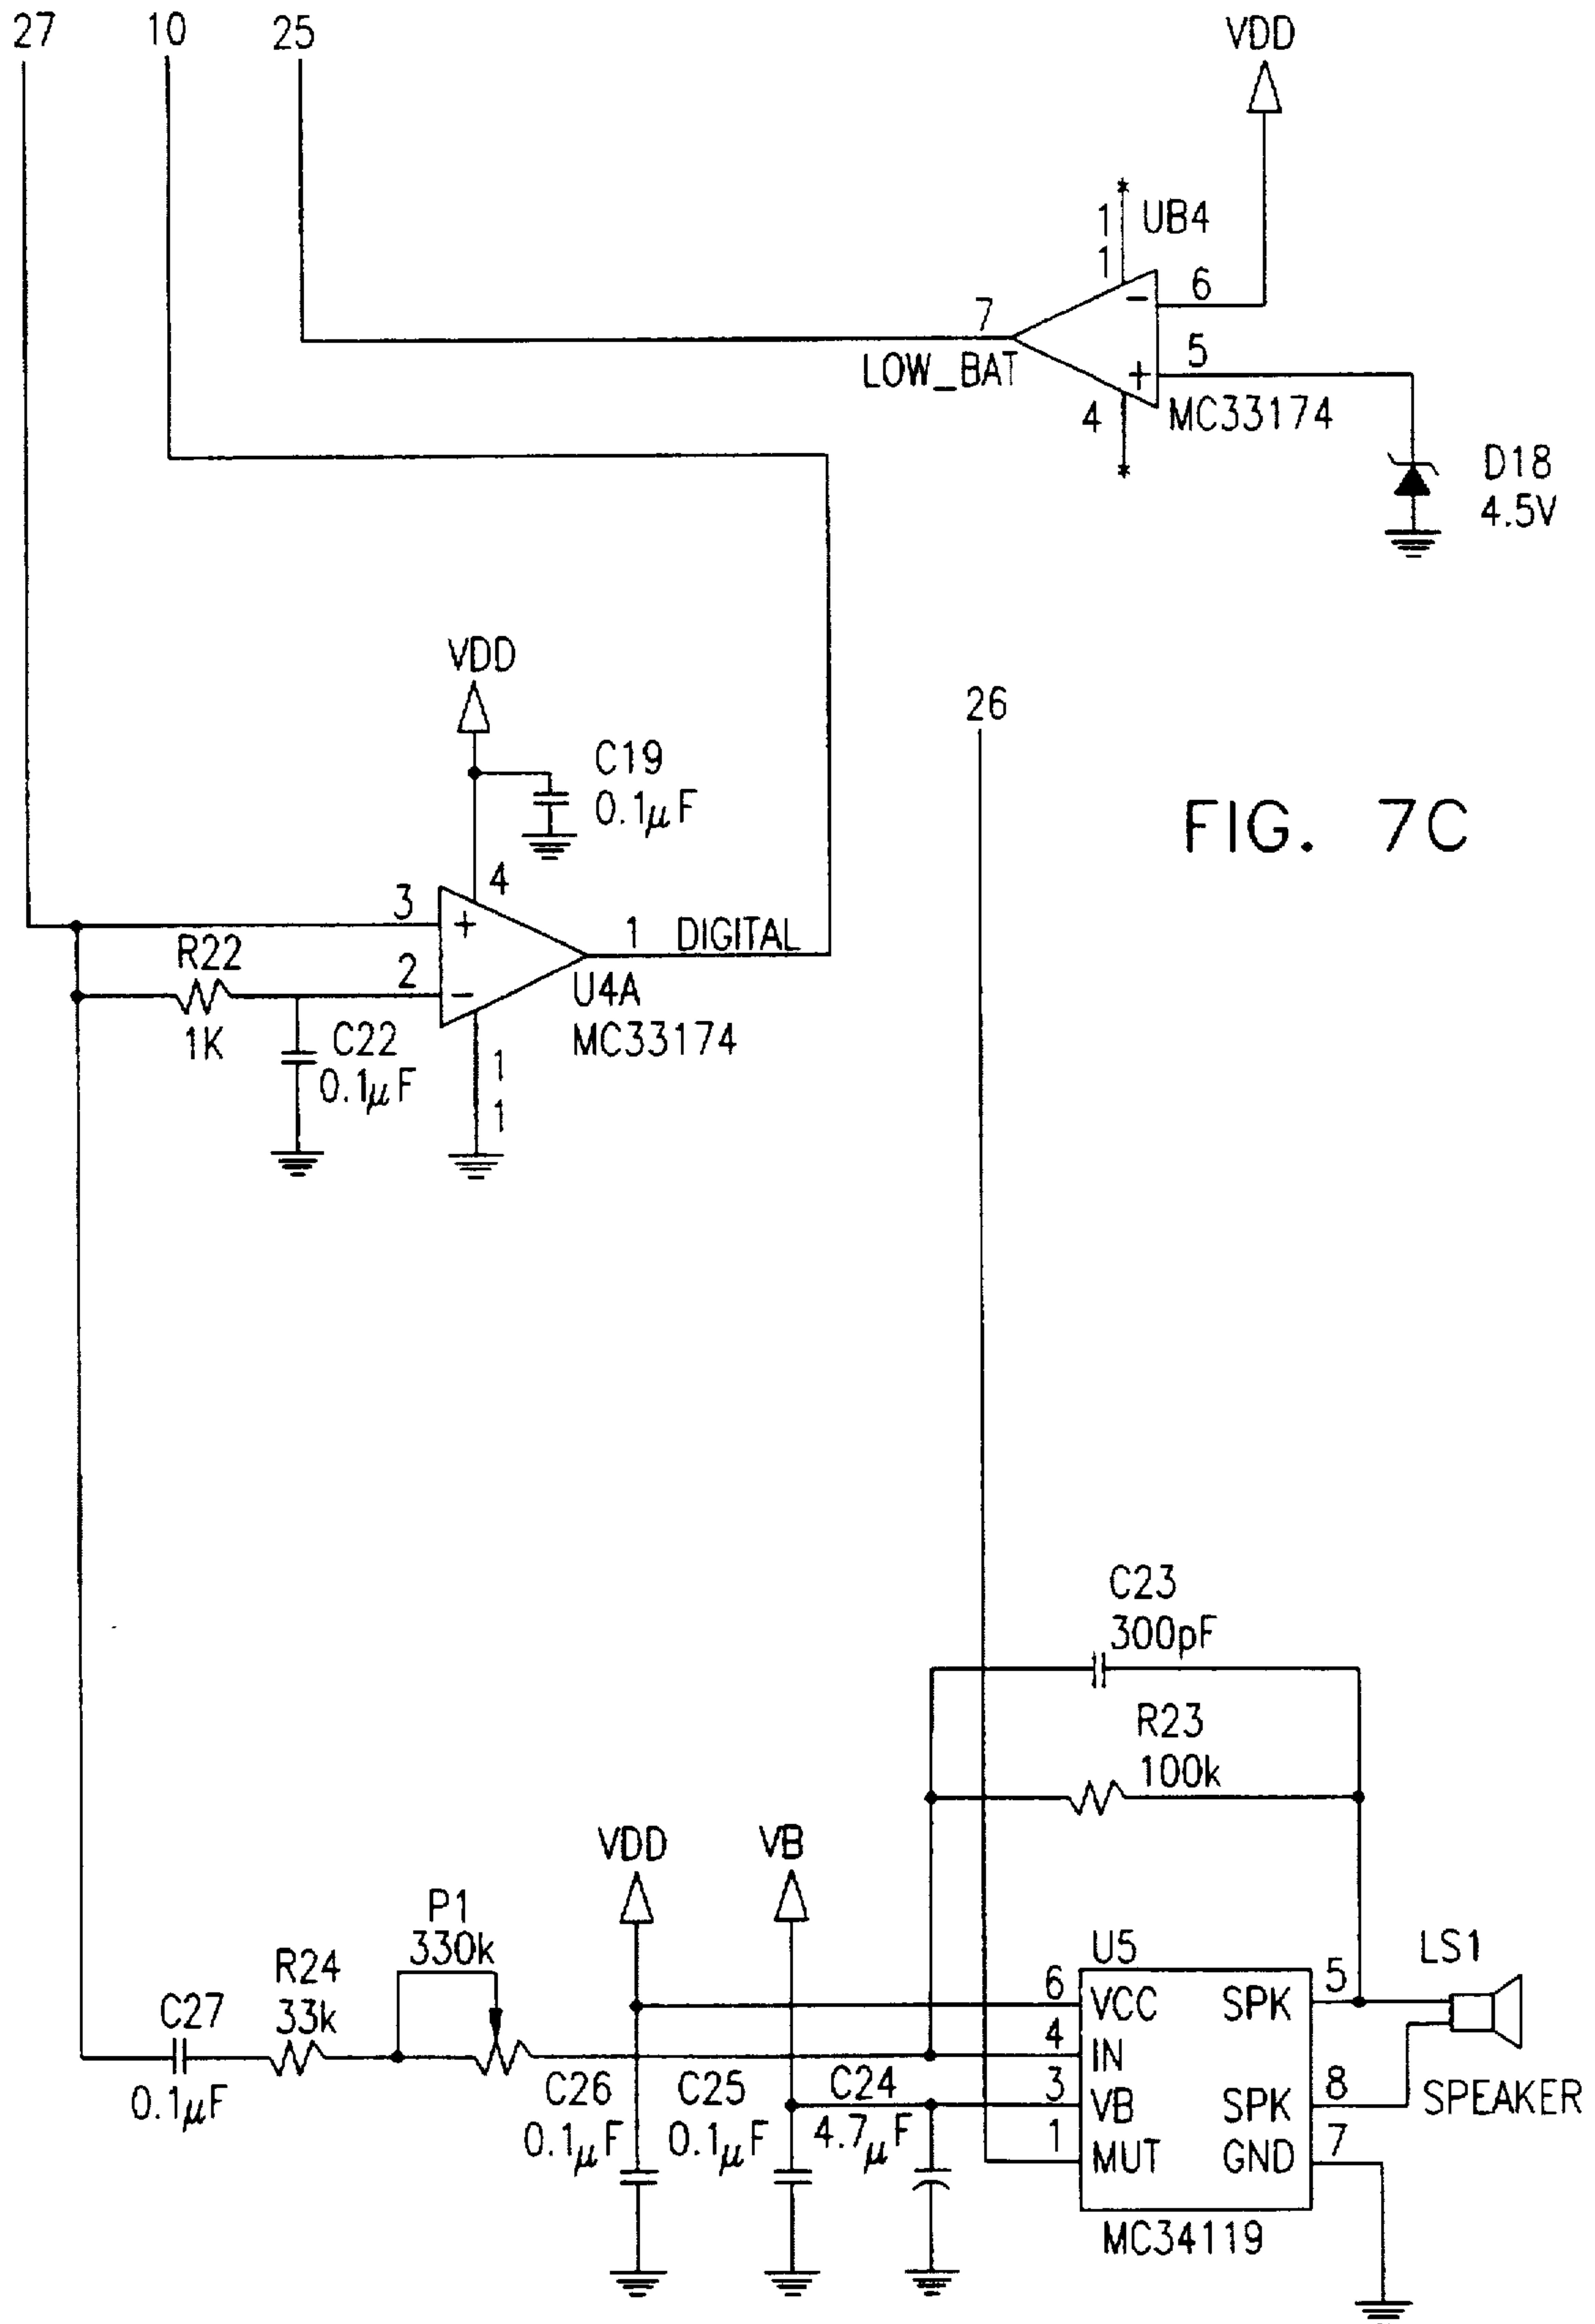 27 10 25
VDD
1
1
UB4
6
7
LOW_BAT
5
−
+
4
MC33174
D18
4.5V
VDD
26
C19
0.1μF
FIG. 7C
4
3
+
1 DIGITAL
R22
2
−
U4A
1K
C22
MC33174
0.1μF
1
1
C23
300pF
R23
100k
VDD VB
P1
330k
U5
LS1
R24
33k
6
VCC SPK
5
C27
4
IN
0.1μF
C26
0.1μF
C25
0.1μF
C24
4.7μF
3
VB SPK
8
SPEAKER
1
MUT GND
7
MC34119